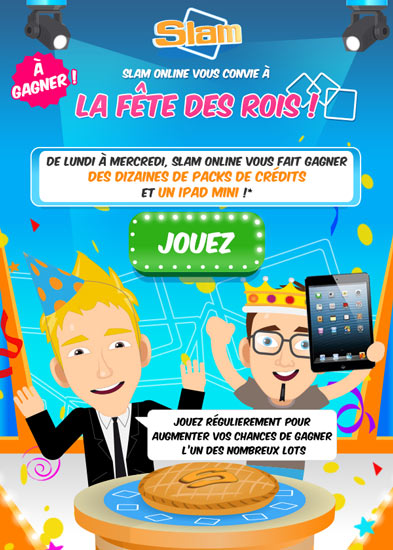 Slam
À
GAGNER !
SLAM ONLINE VOUS CONVIE À
LA FÊTE DES ROIS !
DE LUNDI À MERCREDI, SLAM ONLINE VOUS FAIT GAGNER
DES DIZAINES DE PACKS DE CRÉDITS
ET UN IPAD MINI !*
JOUEZ
JOUEZ RÉGULIEREMENT POUR
AUGMENTER VOS CHANCES DE GAGNER
L'UN DES NOMBREUX LOTS
S